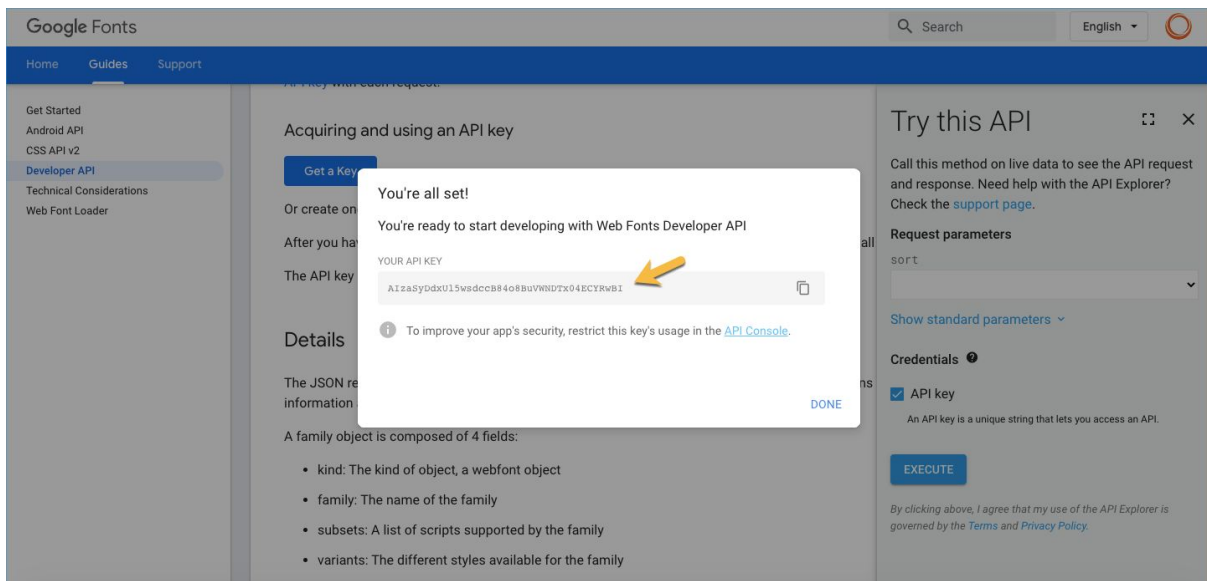 Google Fonts
Search
English
Home Guides Support
Get Started
Android API
CSS API v2
Developer API
Technical Considerations
Web Font Loader
Acquiring and using an API key
Get a Key
Or create on
After you ha
all
The API key
You're all set!
You're ready to start developing with Web Fonts Developer API
YOUR API KEY
To improve your app's security, restrict this key's usage in the API Console.
DONE
Details
The JSON re
ns
information
A family object is composed of 4 fields:
• kind: The kind of object, a webfont object
• family: The name of the family
• subsets: A list of scripts supported by the family
• variants: The different styles available for the family
Try this API
Call this method on live data to see the API request
and response. Need help with the API Explorer?
Check the support page.
Request parameters
sort
Show standard parameters
Credentials
API key
An API key is a unique string that lets you access an API.
EXECUTE
By clicking above, I agree that my use of the API Explorer is
governed by the Terms and Privacy Policy.